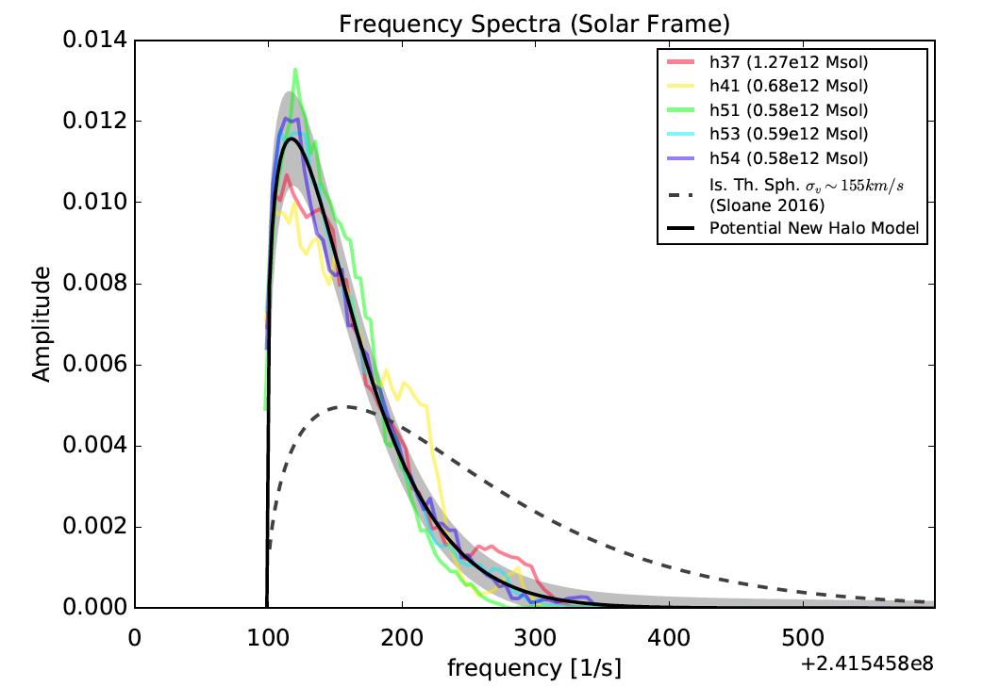 Frequency Spectra (Solar Frame)
0.014
0.012
0.010
0.008
0.006
0.004
0.002
0.000
Amplitude
h37 (1.27e12 Msol)
h41 (0.68e12 Msol)
h51 (0.58e12 Msol)
h53 (0.59e12 Msol)
h54 (0.58e12 Msol)
Is. Th. Sph. σᵥ ∼ 155km/s
(Sloane 2016)
Potential New Halo Model
0 100 200 300 400 500
+2.415458e8
frequency [1/s]